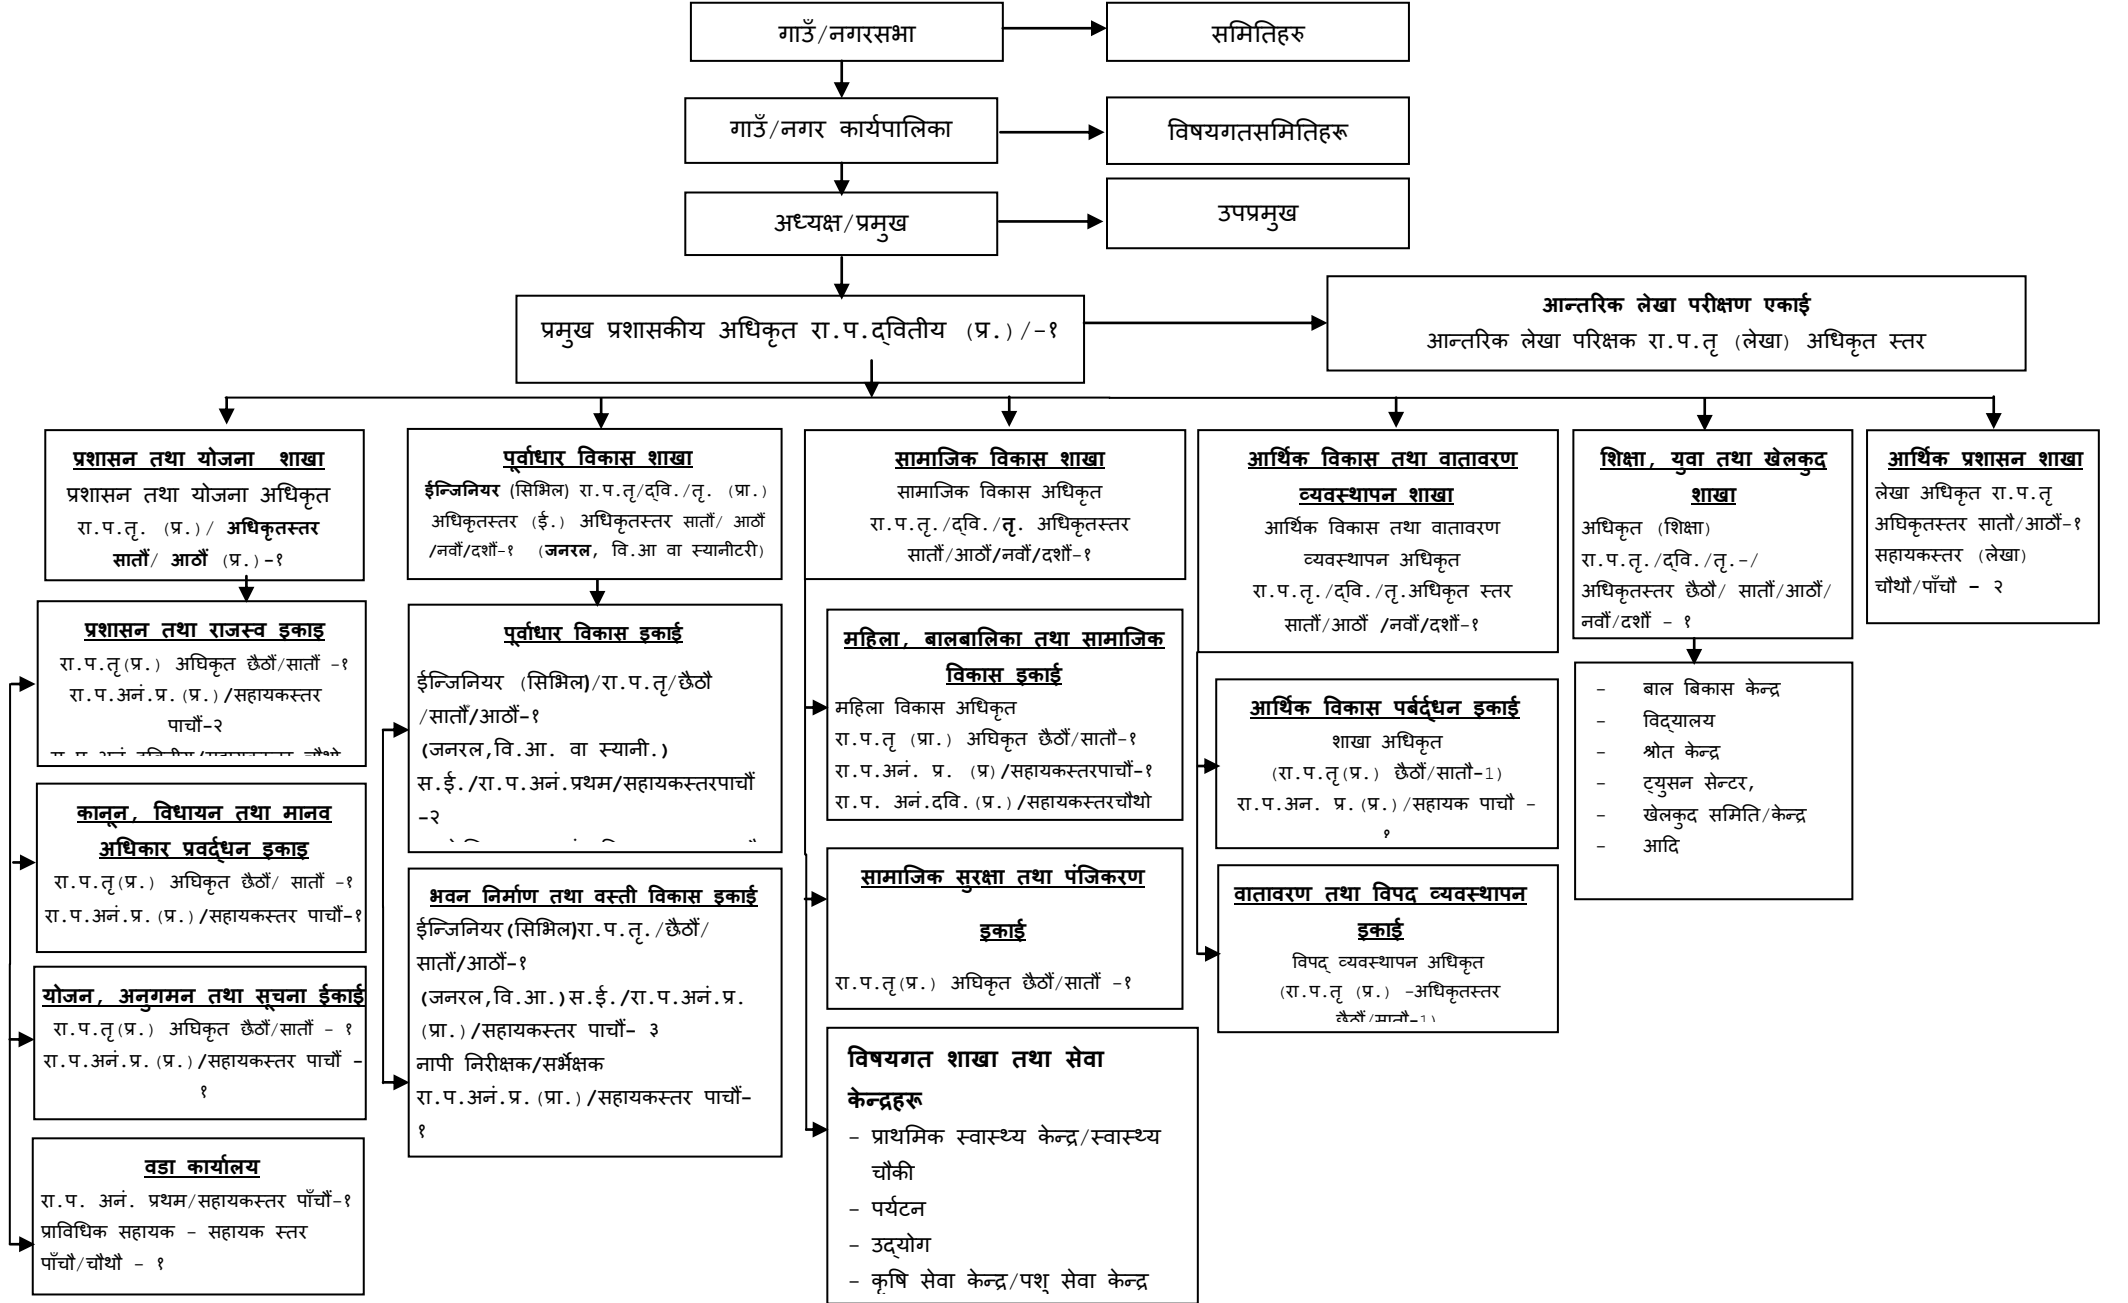 गाउँ/नगरसभा
समितिहरु
गाउँ/नगर कार्यपालिका
विषयगतसमितिहरू
अध्यक्ष/प्रमुख
उपप्रमुख
प्रमुख प्रशासकीय अधिकृत रा.प.द्वितीय (प्र.)/-१
आन्तरिक लेखा परीक्षण एकाई
आन्तरिक लेखा परिक्षक रा.प.तृ (लेखा) अधिकृत स्तर
प्रशासन तथा योजना शाखा
प्रशासन तथा योजना अधिकृत
रा.प.तृ. (प्र.)/ अधिकृतस्तर
सातौं/ आठौं (प्र.)-१
पूर्वाधार विकास शाखा
ईन्जिनियर (सिभिल) रा.प.तृ/द्वि./तृ. (प्रा.)
अधिकृतस्तर (ई.) अधिकृतस्तर सातौं/ आठौं
/नवौं/दशौं-१ (जनरल, वि.आ वा स्यानीटरी)
सामाजिक विकास शाखा
सामाजिक विकास अधिकृत
रा.प.तृ./द्वि./तृ. अधिकृतस्तर
सातौं/आठौं/नवौं/दशौं-१
आर्थिक विकास तथा वातावरण
व्यवस्थापन शाखा
आर्थिक विकास तथा वातावरण
व्यवस्थापन अधिकृत
रा.प.तृ./द्वि./तृ.अधिकृत स्तर
सातौं/आठौं /नवौं/दशौं-१
शिक्षा, युवा तथा खेलकुद
शाखा
अधिकृत (शिक्षा)
रा.प.तृ./द्वि./तृ.-/
अधिकृतस्तर छैठौं/ सातौं/आठौं/
नवौं/दशौं - १
आर्थिक प्रशासन शाखा
लेखा अधिकृत रा.प.तृ
अघिकृतस्तर सातौ/आठौं-१
सहायकस्तर (लेखा)
चौथौ/पाँचौ - २
प्रशासन तथा राजस्व इकाइ
रा.प.तृ(प्र.) अघिकृत छैठौं/सातौं -१
रा.प.अनं.प्र.(प्र.)/सहायकस्तर
पाचौं-२
कानून, विधायन तथा मानव
अधिकार प्रवर्द्धन इकाइ
रा.प.तृ(प्र.) अघिकृत छैठौं/ सातौं -१
रा.प.अनं.प्र.(प्र.)/सहायकस्तर पाचौं-१
योजन, अनुगमन तथा सूचना ईकाई
रा.प.तृ(प्र.) अघिकृत छैठौं/सातौं - १
रा.प.अनं.प्र.(प्र.)/सहायकस्तर पाचौं -
१
वडा कार्यालय
रा.प. अनं. प्रथम/सहायकस्तर पाँचौं-१
प्राविधिक सहायक - सहायक स्तर
पाँचौ/चौथौ - १
पूर्वाधार विकास इकाई
ईन्जिनियर (सिभिल)/रा.प.तृ/छैठौ
/सातौं/आठौं-१
(जनरल,वि.आ. वा स्यानी.)
स.ई./रा.प.अनं.प्रथम/सहायकस्तरपाचौं
-२
भवन निर्माण तथा वस्ती विकास इकाई
ईन्जिनियर(सिभिल)रा.प.तृ./छैठौं/
सातौं/आठौं-१
(जनरल,वि.आ.)स.ई./रा.प.अनं.प्र.
(प्रा.)/सहायकस्तर पाचौं- ३
नापी निरीक्षक/सर्भेक्षक
रा.प.अनं.प्र.(प्रा.)/सहायकस्तर पाचौं-
१
महिला, बालबालिका तथा सामाजिक
विकास इकाई
महिला विकास अधिकृत
रा.प.तृ (प्रा.) अघिकृत छैठौं/सातौ-१
रा.प.अनं. प्र. (प्र)/सहायकस्तरपाचौं-१
रा.प. अनं.दवि.(प्र.)/सहायकस्तरचौथो
सामाजिक सुरक्षा तथा पंजिकरण
इकाई
रा.प.तृ(प्र.) अघिकृत छैठौं/सातौं -१
विषयगत शाखा तथा सेवा
केन्द्रहरू
- प्राथमिक स्वास्थ्य केन्द्र/स्वास्थ्य
चौकी
- पर्यटन
- उद्योग
- कृषि सेवा केन्द्र/पशु सेवा केन्द्र
आर्थिक विकास पर्बर्द्धन इकाई
शाखा अधिकृत
(रा.प.तृ(प्र.) छैठौं/सातौ-1)
रा.प.अन. प्र.(प्र.)/सहायक पाचौ -
१
वातावरण तथा विपद व्यवस्थापन
इकाई
विपद् व्यवस्थापन अधिकृत
(रा.प.तृ (प्र.) -अधिकृतस्तर
छैठौं/सातौ-1)
- बाल बिकास केन्द्र
- विद्यालय
- श्रोत केन्द्र
- ट्युसन सेन्टर,
- खेलकुद समिति/केन्द्र
- आदि